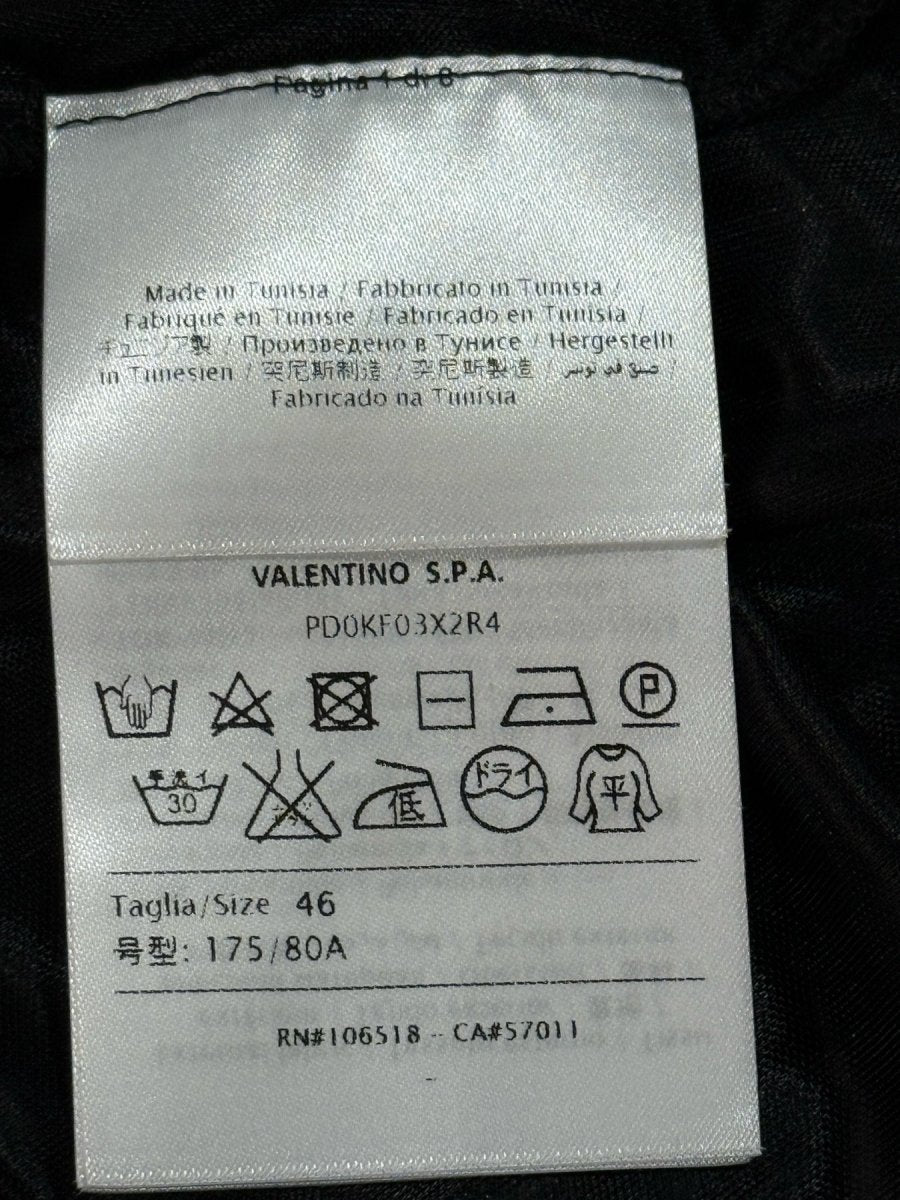 Pagina 1 di 8
Made in Tunisia / Fabbricato in Tunisia /
Fabriqué en Tunisie / Fabricado en Tunisia /
チュニジア製 / Произведено в Тунисе / Hergestellt
in Tunesien / 突尼斯制造 / 突尼斯製造 / صنع في تونس /
Fabricado na Tunísia
VALENTINO S.P.A.
PD0KF03X2R4
P
手洗イ
30
低
ドライ
平
Taglia/Size 46
号型: 175/80A
RN#106518 - CA#57011